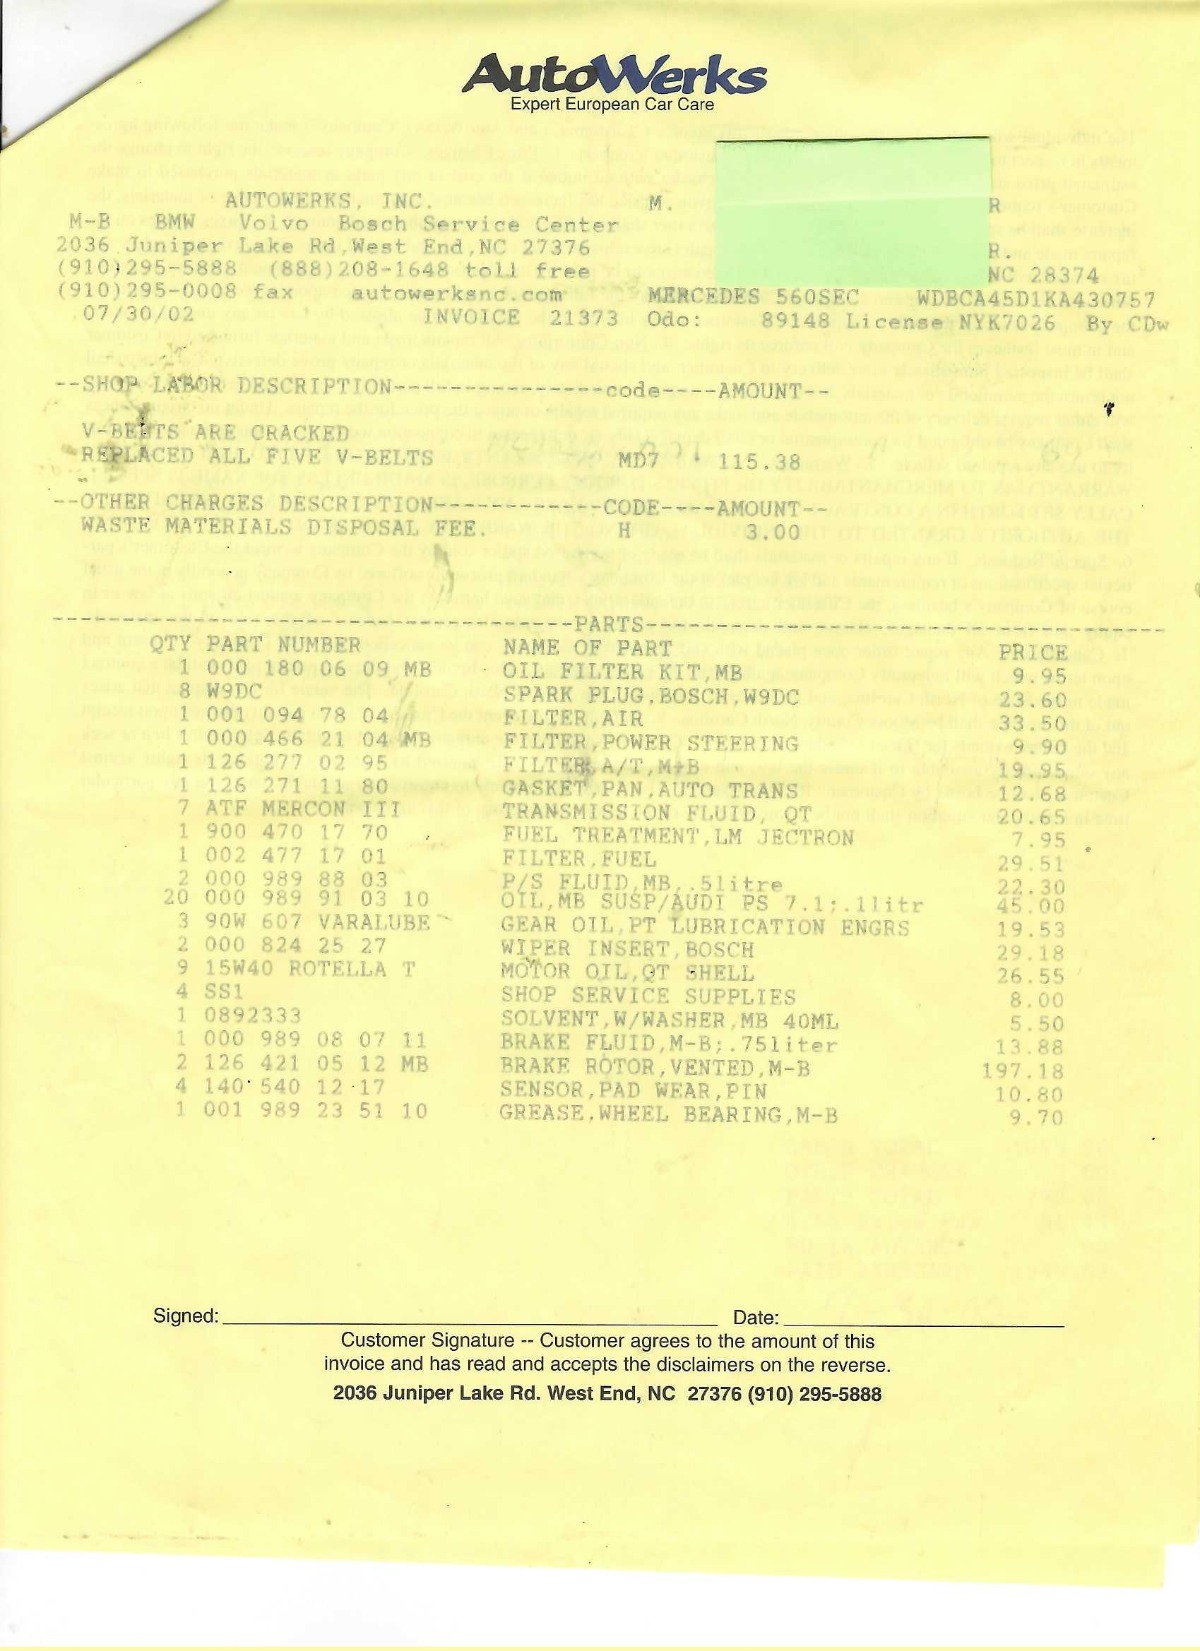 AutoWerks
Expert European Car Care
AUTOWERKS, INC. M. R
M-B BMW Volvo Bosch Service Center
2036 Juniper Lake Rd,West End,NC 27376 R.
(910)295-5888 (888)208-1648 toll free NC 28374
(910)295-0008 fax autowerksnc.com MERCEDES 560SEC WDBCA45D1KA430757
07/30/02 INVOICE 21373 Odo: 89148 License NYK7026 By CDw
--SHOP LABOR DESCRIPTION----------------code----AMOUNT--
V-BELTS ARE CRACKED
REPLACED ALL FIVE V-BELTS MD7 115.38
--OTHER CHARGES DESCRIPTION------------CODE----AMOUNT--
WASTE MATERIALS DISPOSAL FEE. H 3.00
-------------------------------------PARTS-------------------------------------
QTY PART NUMBER NAME OF PART PRICE
1 000 180 06 09 MB OIL FILTER KIT,MB 9.95
8 W9DC SPARK PLUG,BOSCH,W9DC 23.60
1 001 094 78 04 FILTER,AIR 33.50
1 000 466 21 04 MB FILTER,POWER STEERING 9.90
1 126 277 02 95 FILTER,A/T,M-B 19.95
1 126 271 11 80 GASKET,PAN,AUTO TRANS 12.68
7 ATF MERCON III TRANSMISSION FLUID, QT 20.65
1 900 470 17 70 FUEL TREATMENT,LM JECTRON 7.95
1 002 477 17 01 FILTER,FUEL 29.51
2 000 989 88 03 P/S FLUID,MB,.5litre 22.30
20 000 989 91 03 10 OIL,MB SUSP/AUDI PS 7.1;.1litr 45.00
3 90W 607 VARALUBE GEAR OIL,PT LUBRICATION ENGRS 19.53
2 000 824 25 27 WIPER INSERT,BOSCH 29.18
9 15W40 ROTELLA T MOTOR OIL,QT SHELL 26.55
4 SS1 SHOP SERVICE SUPPLIES 8.00
1 0892333 SOLVENT,W/WASHER,MB 40ML 5.50
1 000 989 08 07 11 BRAKE FLUID,M-B;.75liter 13.88
2 126 421 05 12 MB BRAKE ROTOR,VENTED,M-B 197.18
4 140 540 12 17 SENSOR,PAD WEAR,PIN 10.80
1 001 989 23 51 10 GREASE,WHEEL BEARING,M-B 9.70
Signed: Date:
Customer Signature -- Customer agrees to the amount of this
invoice and has read and accepts the disclaimers on the reverse.
2036 Juniper Lake Rd. West End, NC 27376 (910) 295-5888